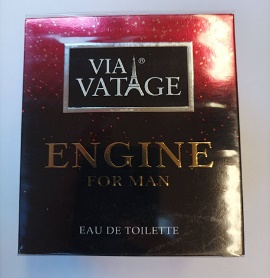 VIA ®
VATAGE
ENGINE
FOR MAN
EAU DE TOILETTE